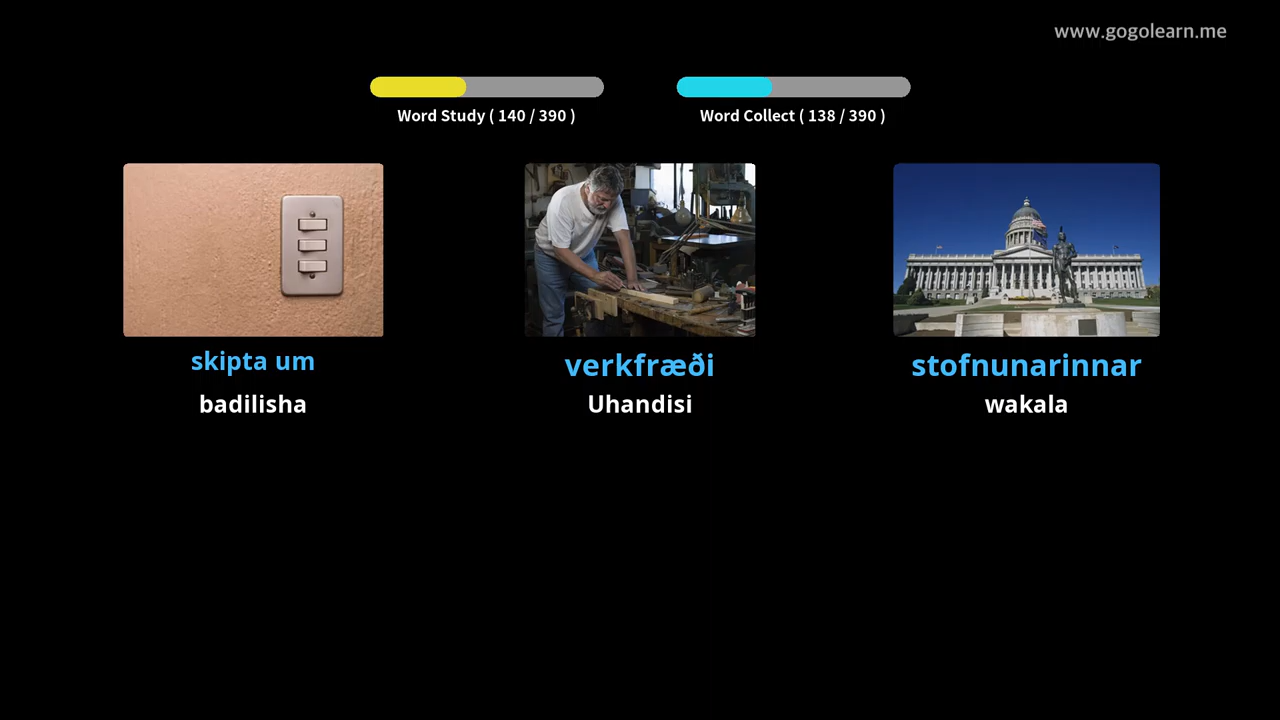 www.gogolearn.me
Word Study ( 140 / 390 )
Word Collect ( 138 / 390 )
skipta um
verkfræði
stofnunarinnar
badilisha
Uhandisi
wakala